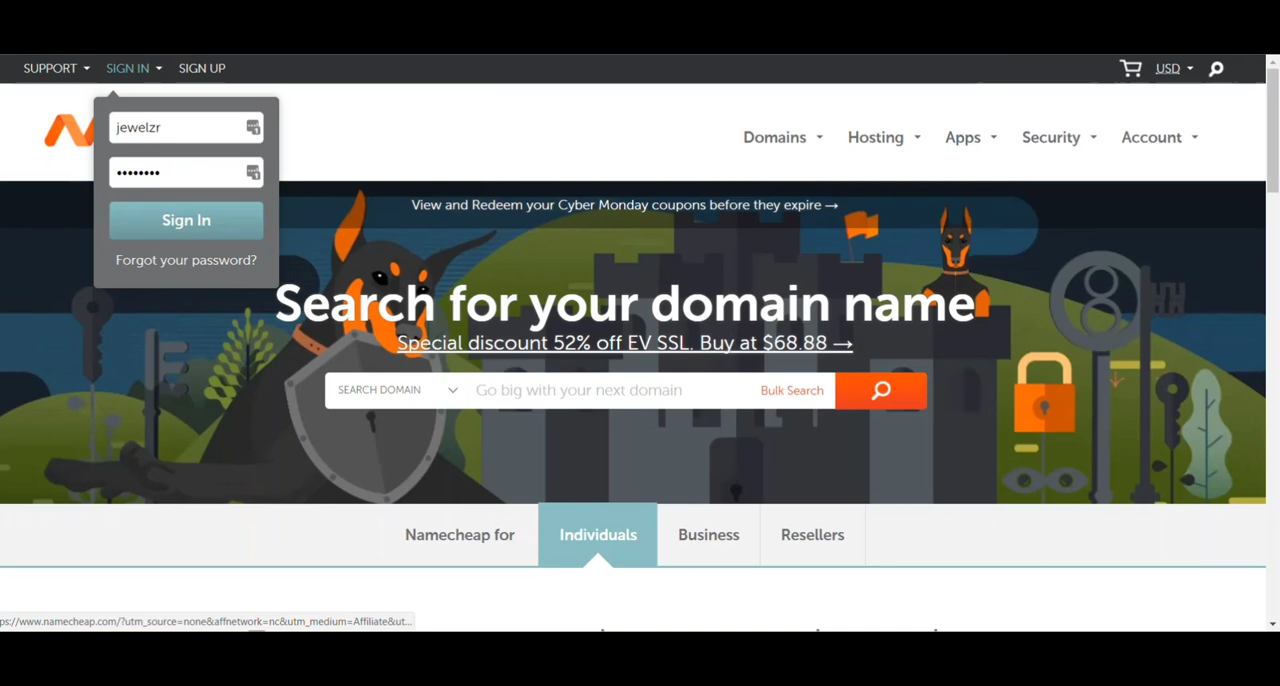 SUPPORT SIGN IN SIGN UP USD
jewelzr
••••••••
Sign In
Forgot your password?
Domains Hosting Apps Security Account
View and Redeem your Cyber Monday coupons before they expire →
Search for your domain name
Special discount 52% off EV SSL. Buy at $68.88 →
SEARCH DOMAIN Go big with your next domain Bulk Search
Namecheap for Individuals Business Resellers
ps://www.namecheap.com/?utm_source=none&affnetwork=nc&utm_medium=Affiliate&ut...